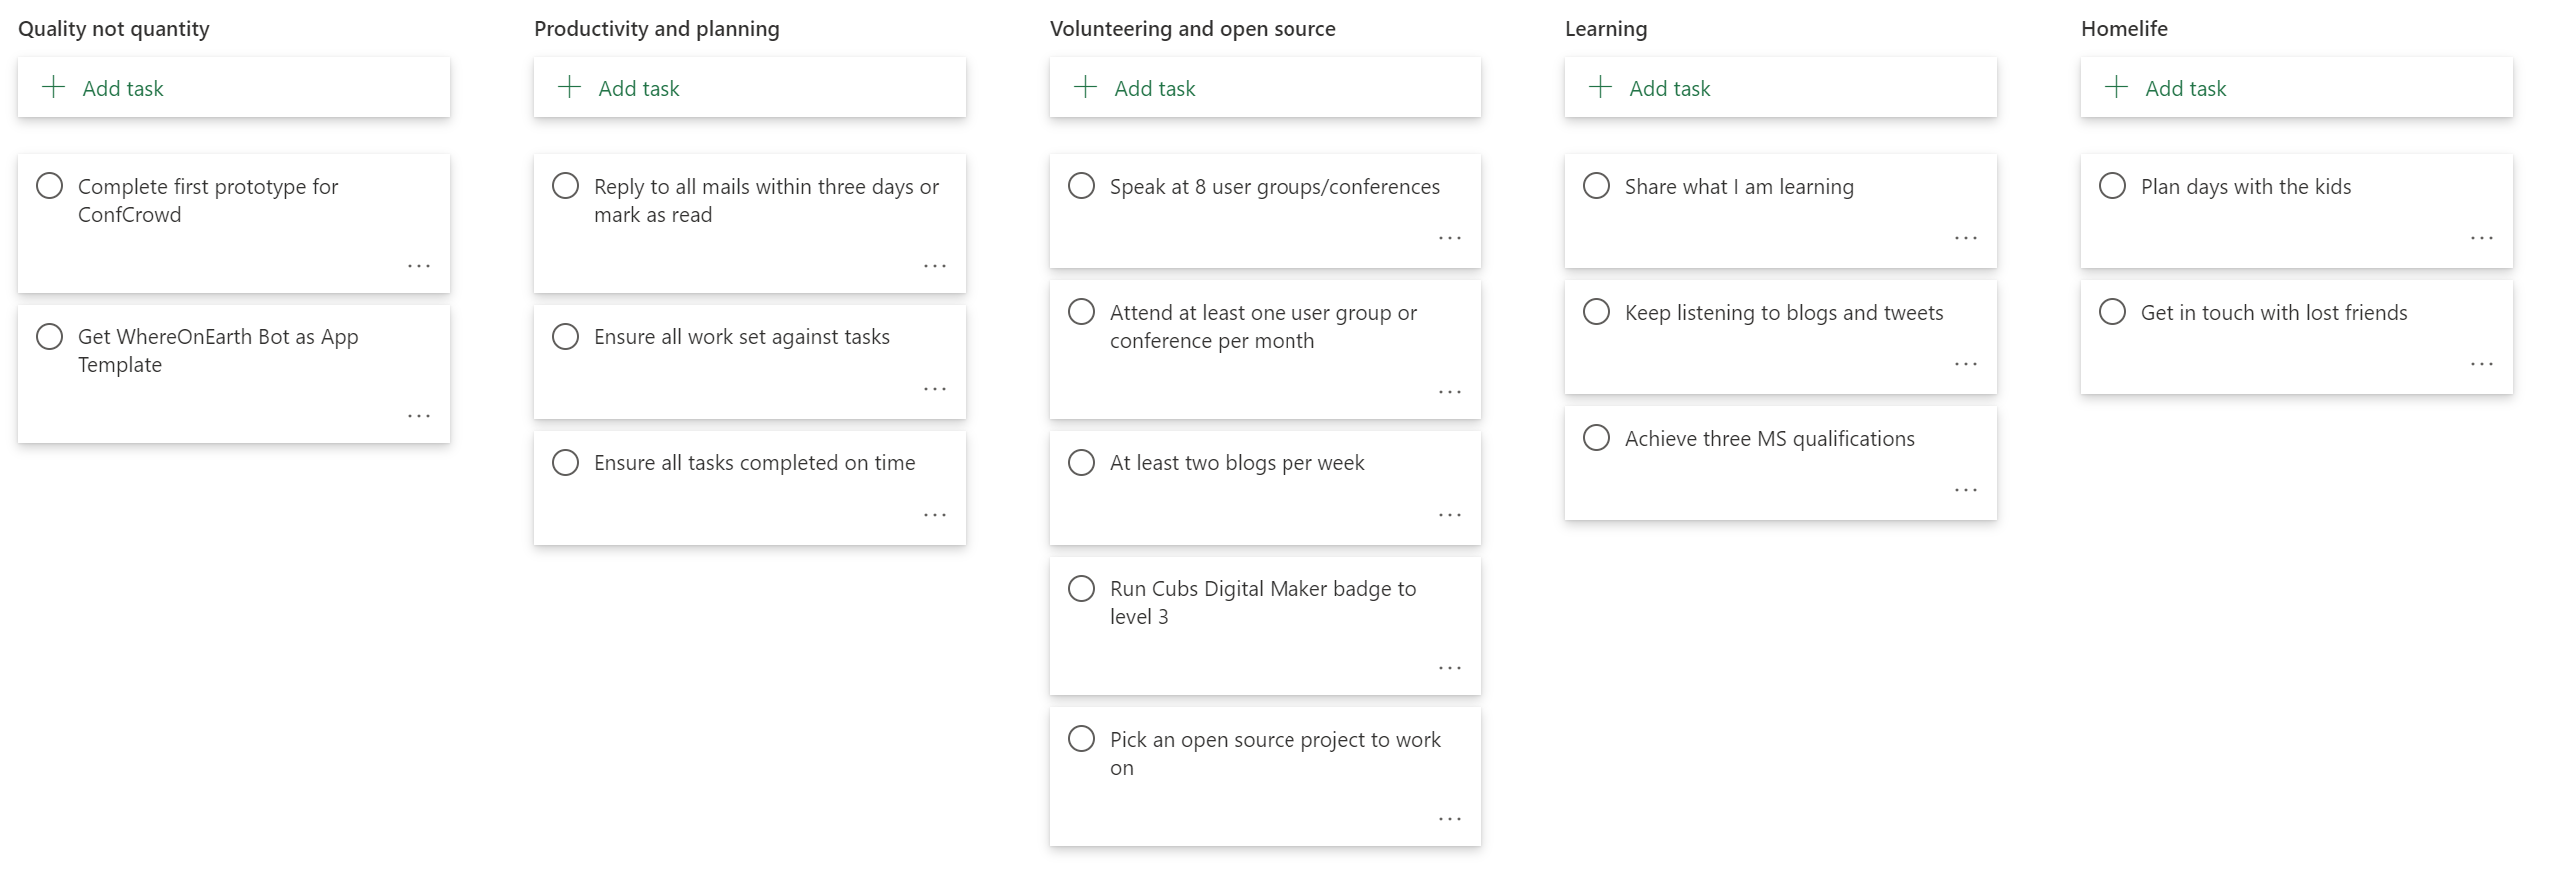 Quality not quantity
Add task
Complete first prototype for
ConfCrowd
Get WhereOnEarth Bot as App
Template
Productivity and planning
Add task
Reply to all mails within three days or
mark as read
Ensure all work set against tasks
Ensure all tasks completed on time
Volunteering and open source
Add task
Speak at 8 user groups/conferences
Attend at least one user group or
conference per month
At least two blogs per week
Run Cubs Digital Maker badge to
level 3
Pick an open source project to work
on
Learning
Add task
Share what I am learning
Keep listening to blogs and tweets
Achieve three MS qualifications
Homelife
Add task
Plan days with the kids
Get in touch with lost friends